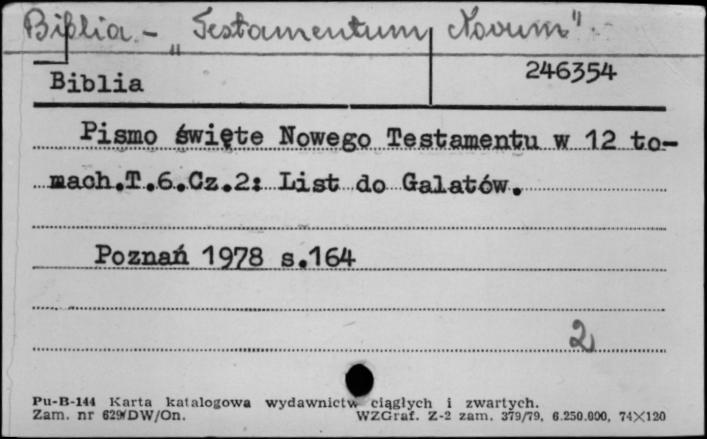 Biblia - "Testamentum Novum"
Biblia
246354
Pismo święte Nowego Testamentu w 12 to-
mach.T.6.Cz.2: List do Galatów.
Poznań 1978 s.164
2
Pu-B-144 Karta katalogowa wydawnictw ciągłych i zwartych.
Zam. nr 629/DW/On. WZGraf. Z-2 zam. 379/79, 6.250.000, 74×120